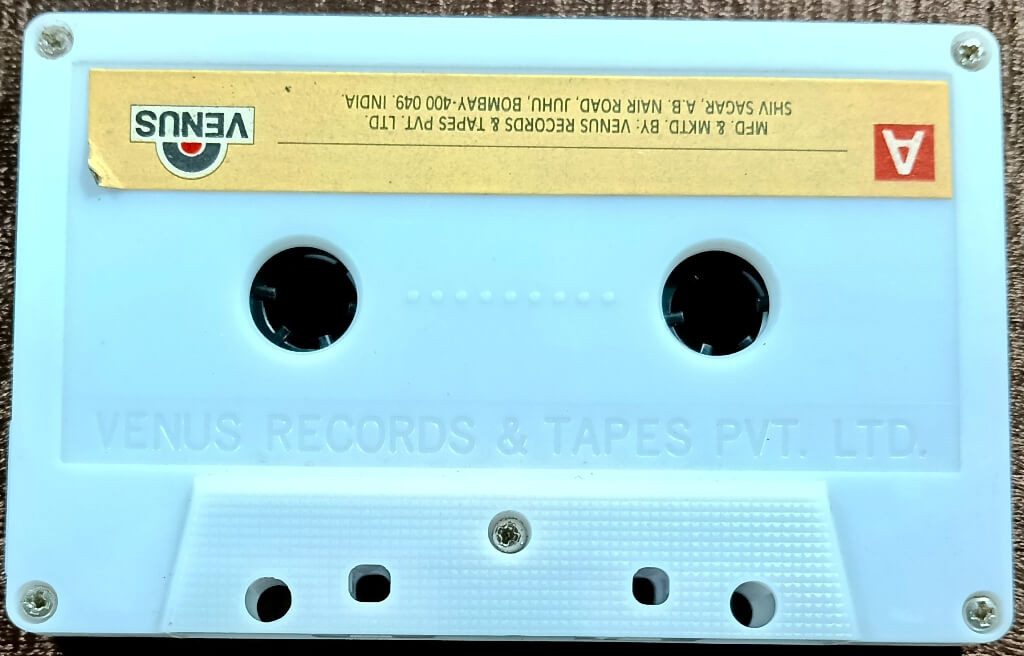 A
MFD. & MKTD. BY: VENUS RECORDS & TAPES PVT. LTD.
SHIV SAGAR, A.B. NAIR ROAD, JUHU, BOMBAY-400 049. INDIA.
VENUS
VENUS RECORDS & TAPES PVT. LTD.